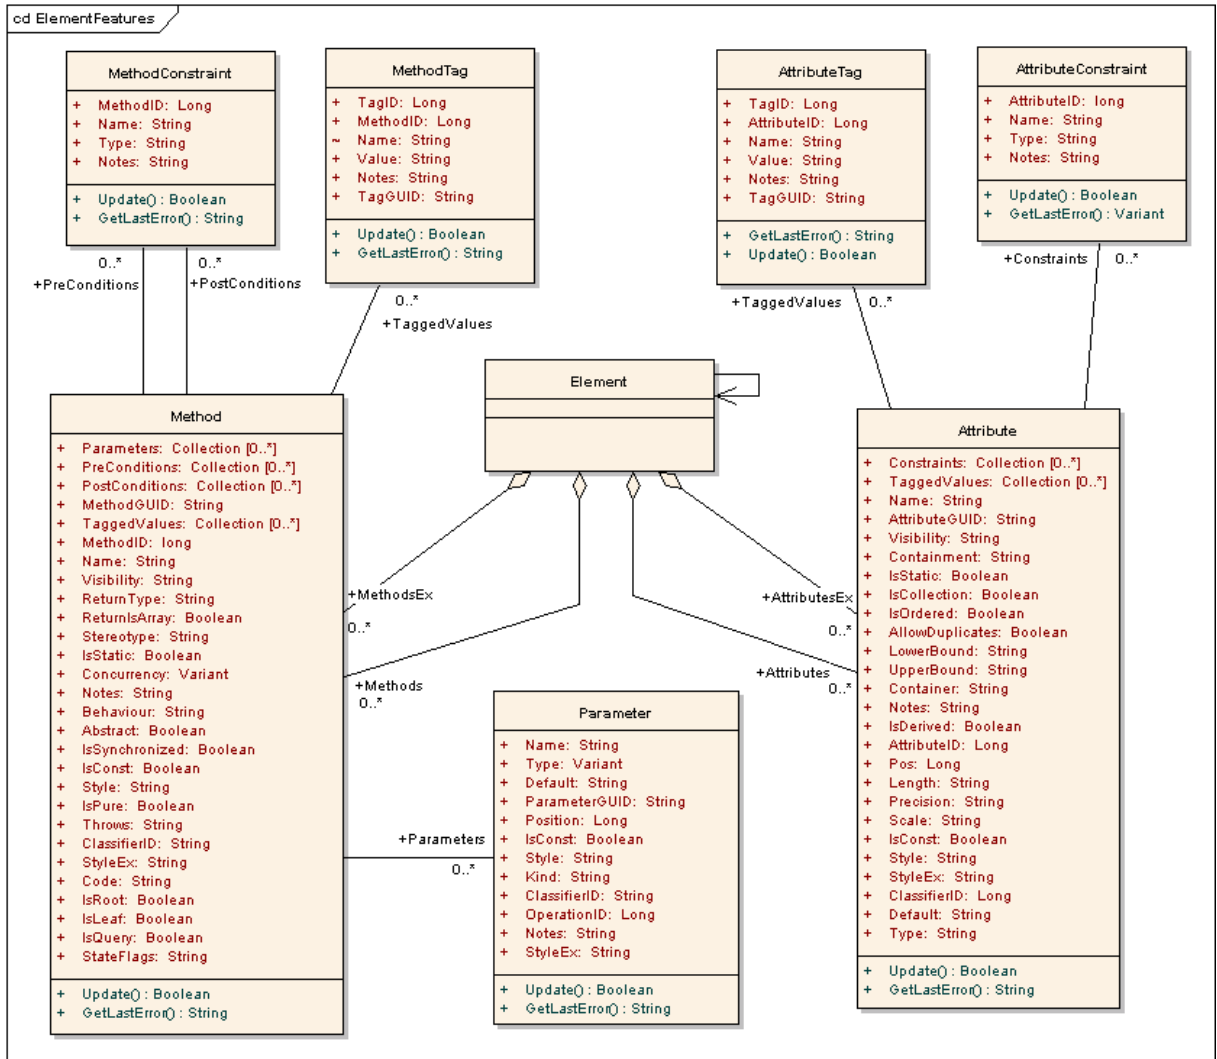 cd ElementFeatures
MethodConstraint
+ MethodID: Long
+ Name: String
+ Type: String
+ Notes: String
+ Update() : Boolean
+ GetLastError() : String
MethodTag
+ TagID: Long
+ MethodID: Long
~ Name: String
+ Value: String
+ Notes: String
+ TagGUID: String
+ Update() : Boolean
+ GetLastError() : String
AttributeTag
+ TagID: Long
+ AttributeID: Long
+ Name: String
+ Value: String
+ Notes: String
+ TagGUID: String
+ GetLastError() : String
+ Update() : Boolean
AttributeConstraint
+ AttributeID: long
+ Name: String
+ Type: String
+ Notes: String
+ Update() : Boolean
+ GetLastError() : Variant
0..*
+PreConditions
0..*
+PostConditions
0..*
+TaggedValues
+TaggedValues
0..*
+Constraints
0..*
Element
Method
+ Parameters: Collection [0..*]
+ PreConditions: Collection [0..*]
+ PostConditions: Collection [0..*]
+ MethodGUID: String
+ TaggedValues: Collection [0..*]
+ MethodID: long
+ Name: String
+ Visibility: String
+ ReturnType: String
+ ReturnIsArray: Boolean
+ Stereotype: String
+ IsStatic: Boolean
+ Concurrency: Variant
+ Notes: String
+ Behaviour: String
+ Abstract: Boolean
+ IsSynchronized: Boolean
+ IsConst: Boolean
+ Style: String
+ IsPure: Boolean
+ Throws: String
+ ClassifierID: String
+ StyleEx: String
+ Code: String
+ IsRoot: Boolean
+ IsLeaf: Boolean
+ IsQuery: Boolean
+ StateFlags: String
+ Update() : Boolean
+ GetLastError() : String
+MethodsEx
0..*
+Methods
0..*
+AttributesEx
0..*
+Attributes
0..*
+Parameters
0..*
Parameter
+ Name: String
+ Type: Variant
+ Default: String
+ ParameterGUID: String
+ Position: Long
+ IsConst: Boolean
+ Style: String
+ Kind: String
+ ClassifierID: String
+ OperationID: Long
+ Notes: String
+ StyleEx: String
+ Update() : Boolean
+ GetLastError() : String
Attribute
+ Constraints: Collection [0..*]
+ TaggedValues: Collection [0..*]
+ Name: String
+ AttributeGUID: String
+ Visibility: String
+ Containment: String
+ IsStatic: Boolean
+ IsCollection: Boolean
+ IsOrdered: Boolean
+ AllowDuplicates: Boolean
+ LowerBound: String
+ UpperBound: String
+ Container: String
+ Notes: String
+ IsDerived: Boolean
+ AttributeID: Long
+ Pos: Long
+ Length: String
+ Precision: String
+ Scale: String
+ IsConst: Boolean
+ Style: String
+ StyleEx: String
+ ClassifierID: Long
+ Default: String
+ Type: String
+ Update() : Boolean
+ GetLastError() : String